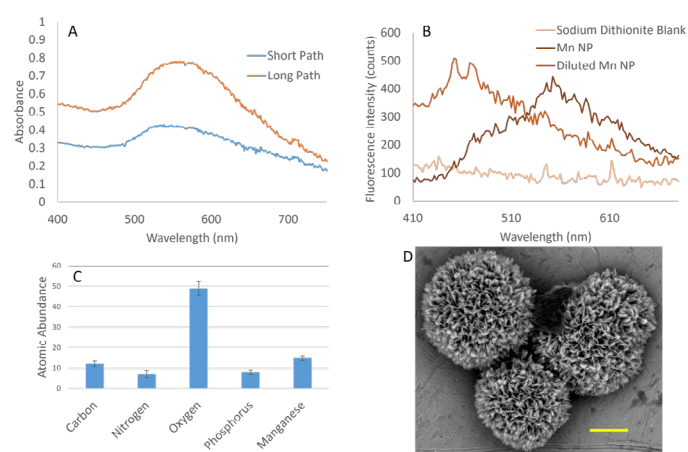 A
Absorbance
1
0.9
0.8
0.7
0.6
0.5
0.4
0.3
0.2
0.1
0
400 500 600 700
Wavelength (nm)
Short Path
Long Path
B
Fluorescence Intensity (counts)
600
500
400
300
200
100
0
410 510 610
Wavelength (nm)
Sodium Dithionite Blank
Mn NP
Diluted Mn NP
C
Atomic Abundance
60
50
40
30
20
10
0
Carbon
Nitrogen
Oxygen
Phosphorus
Manganese
D